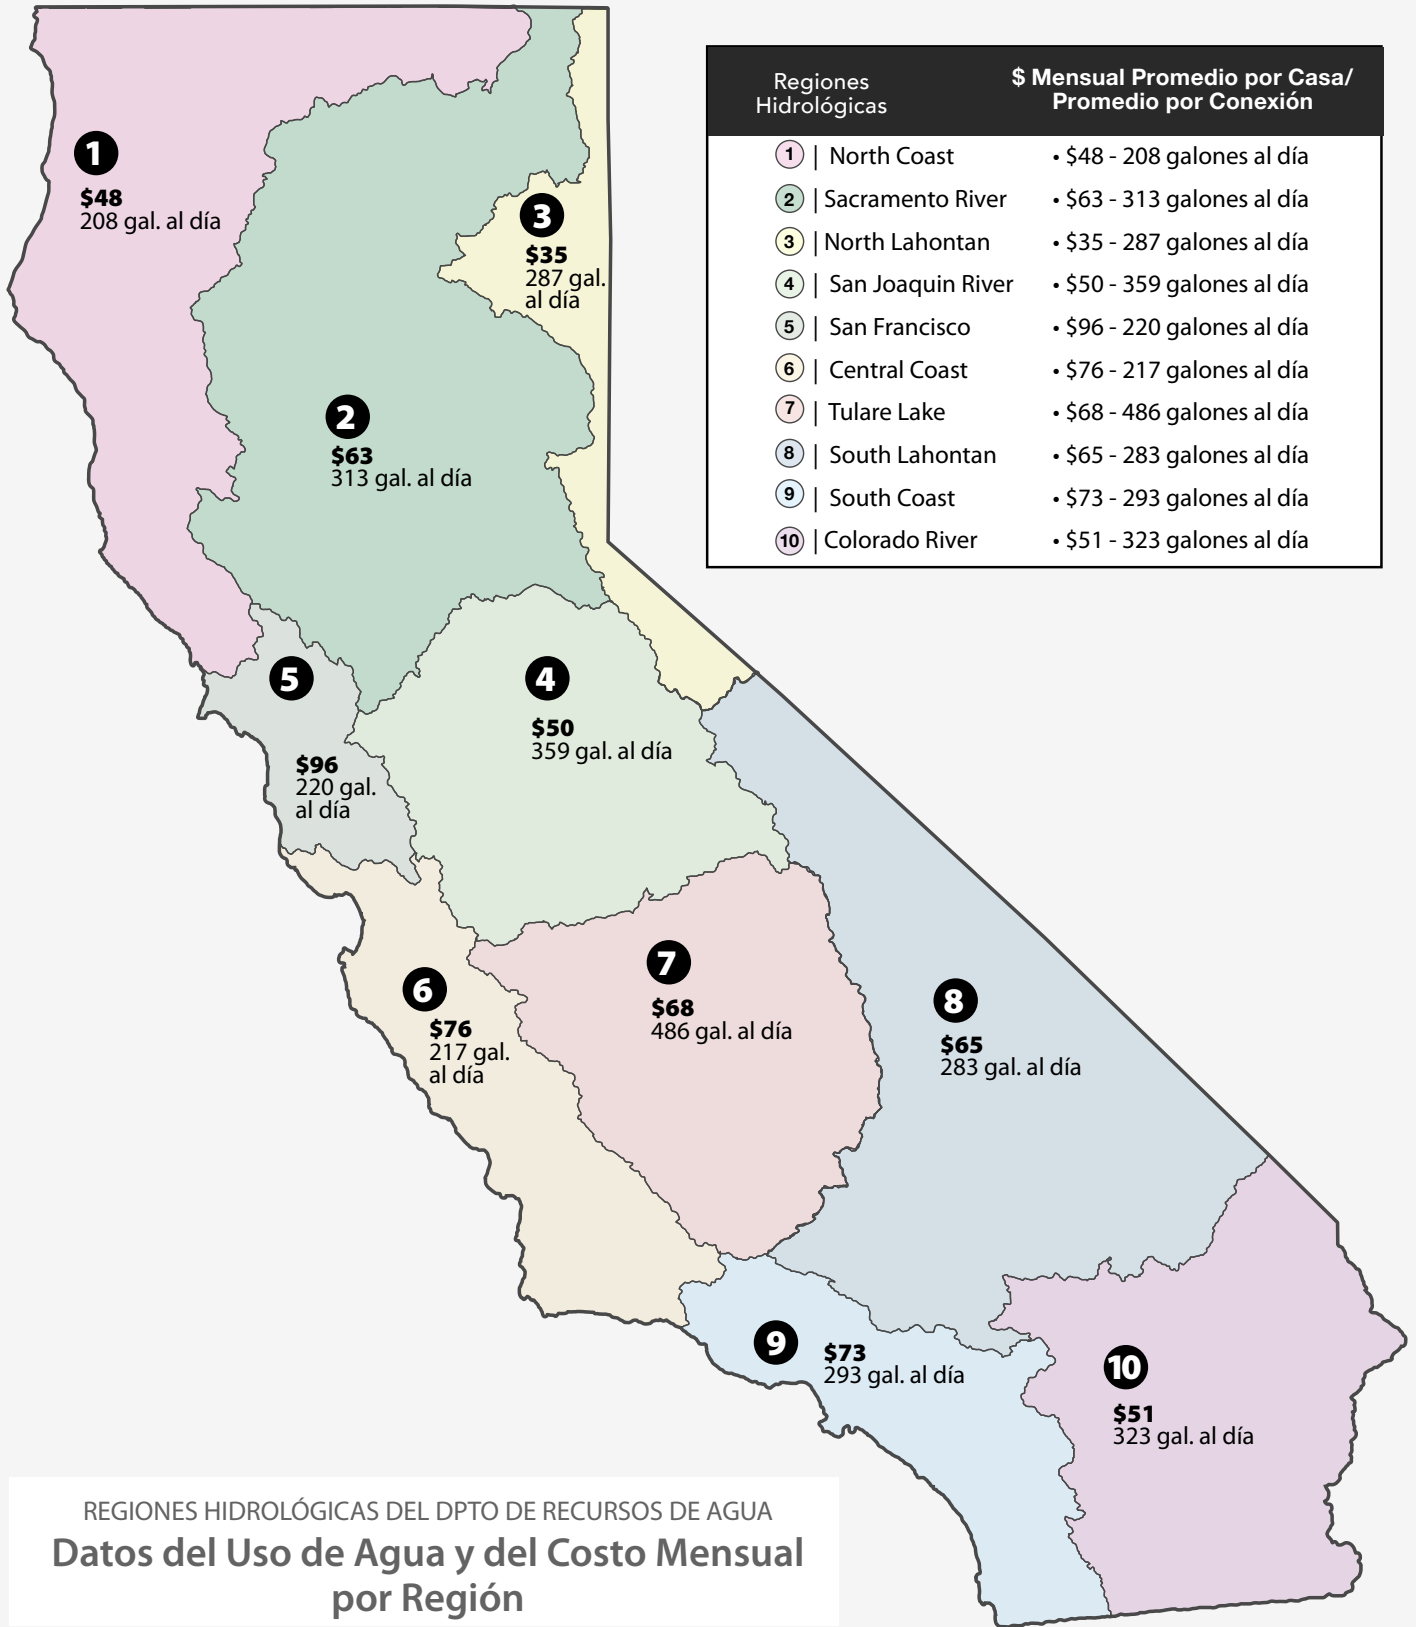 Regiones
Hidrológicas
$ Mensual Promedio por Casa/
Promedio por Conexión
1 | North Coast • $48 - 208 galones al día
2 | Sacramento River • $63 - 313 galones al día
3 | North Lahontan • $35 - 287 galones al día
4 | San Joaquin River • $50 - 359 galones al día
5 | San Francisco • $96 - 220 galones al día
6 | Central Coast • $76 - 217 galones al día
7 | Tulare Lake • $68 - 486 galones al día
8 | South Lahontan • $65 - 283 galones al día
9 | South Coast • $73 - 293 galones al día
10 | Colorado River • $51 - 323 galones al día
1
$48
208 gal. al día
3
$35
287 gal.
al día
2
$63
313 gal. al día
5
$96
220 gal.
al día
4
$50
359 gal. al día
6
$76
217 gal.
al día
7
$68
486 gal. al día
8
$65
283 gal. al día
9
$73
293 gal. al día
10
$51
323 gal. al día
REGIONES HIDROLÓGICAS DEL DPTO DE RECURSOS DE AGUA
Datos del Uso de Agua y del Costo Mensual
por Región